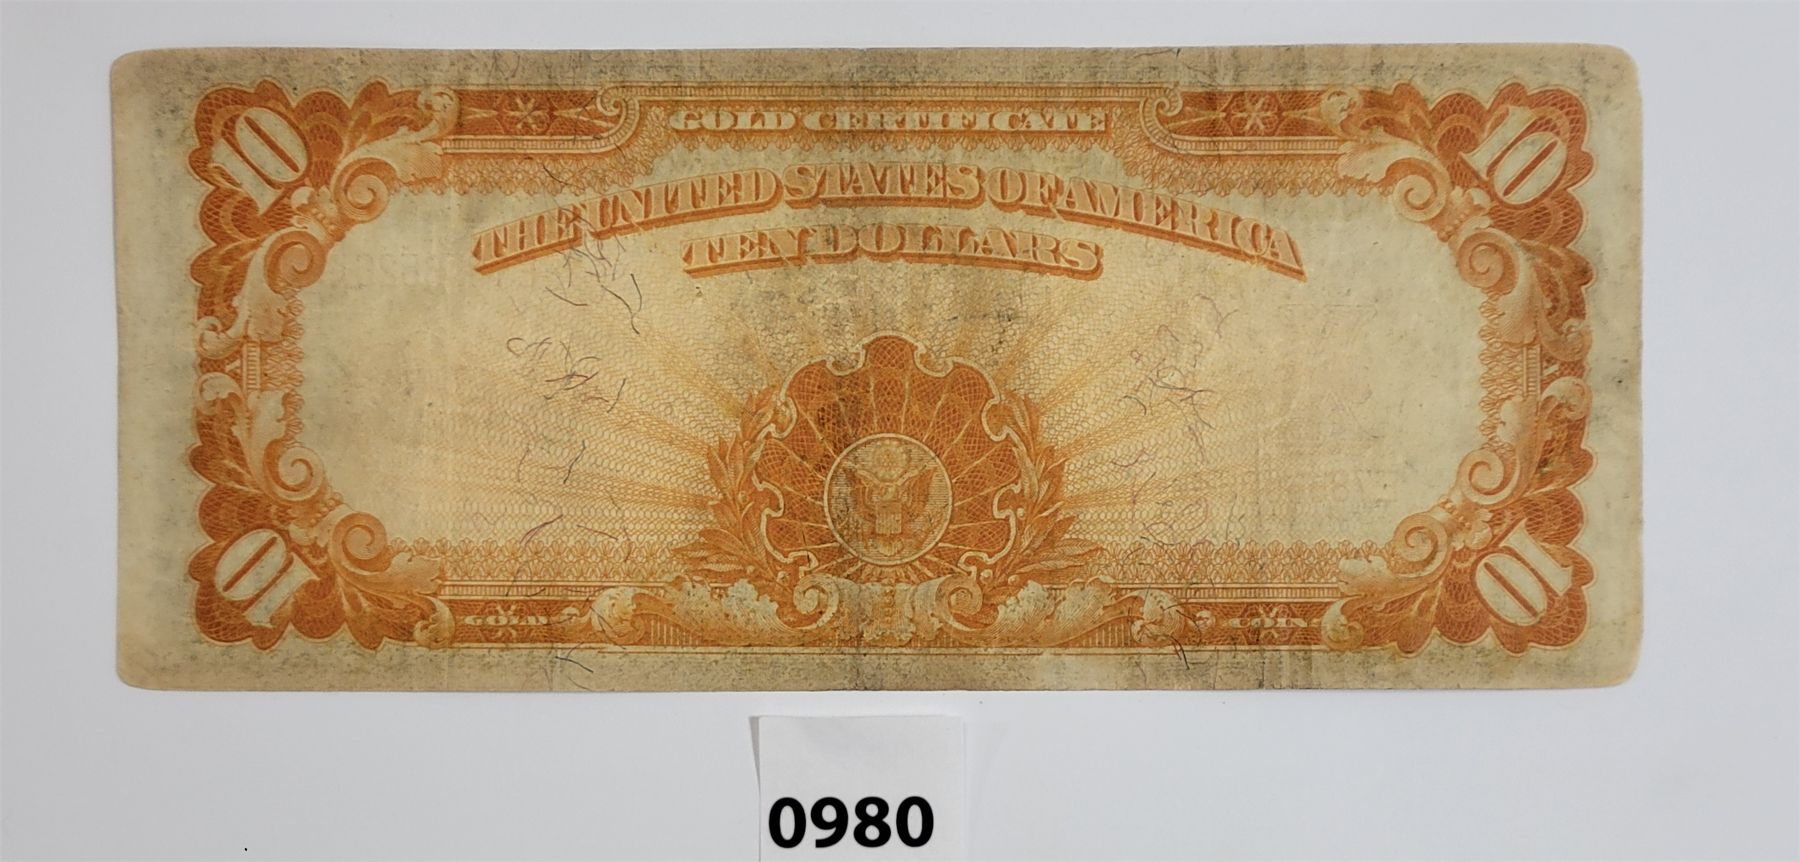 10 10
GOLD CERTIFICATE
THE UNITED STATES OF AMERICA
TEN DOLLARS
10 10
GOLD COIN
0980